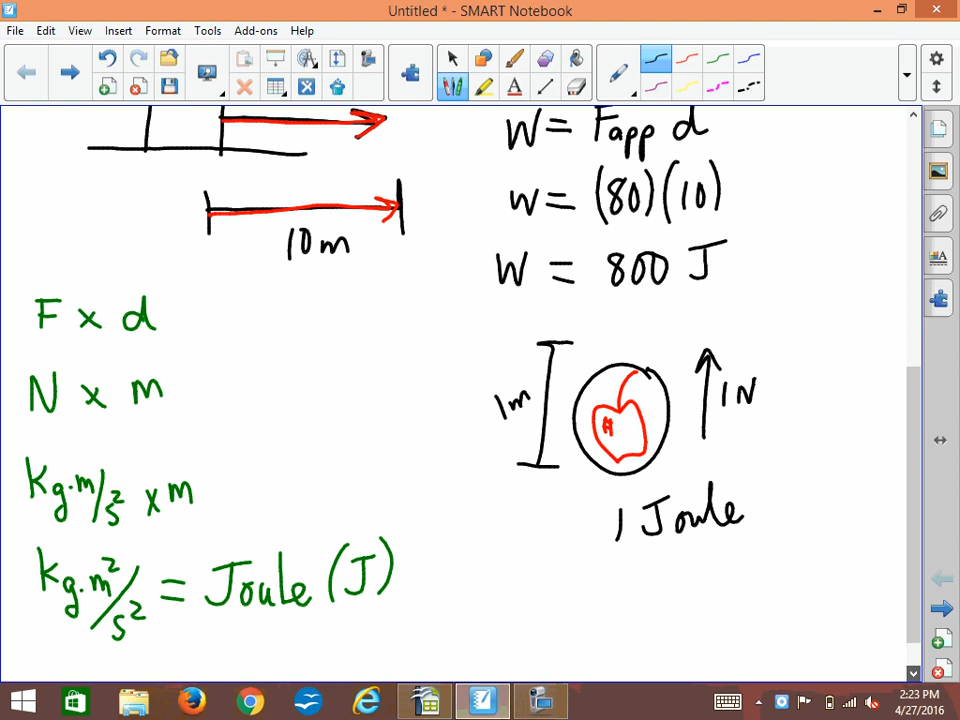 Untitled * - SMART Notebook
File Edit View Insert Format Tools Add-ons Help
W = Fapp d
10 m
W = (80)(10)
W = 800 J
F x d
N x m
1m
1N
kg·m/s² x m
1 Joule
kg·m²/s² = Joule (J)
2:23 PM
4/27/2016